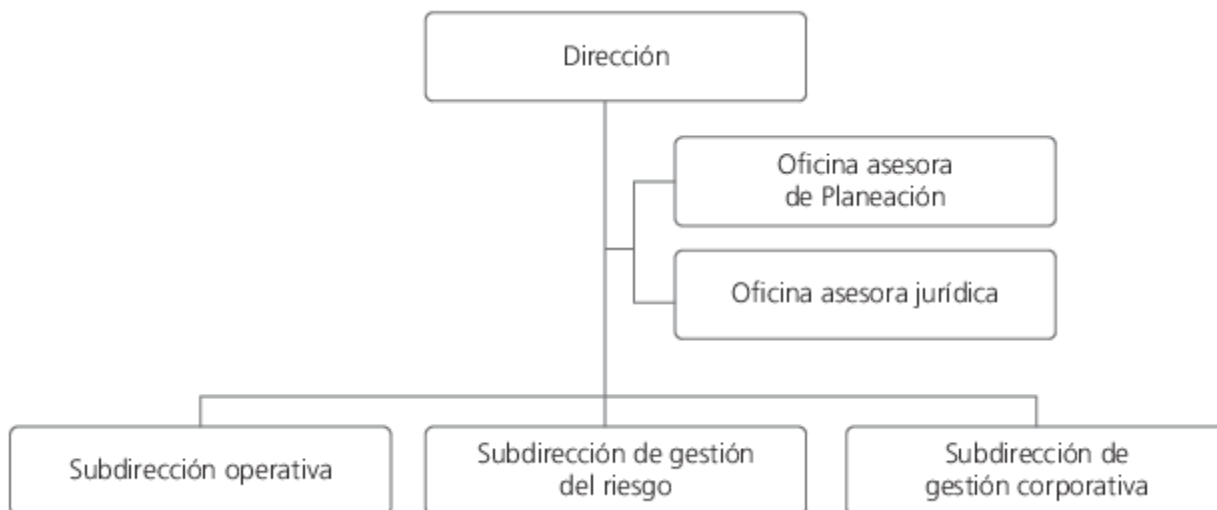 Dirección
Oficina asesora
de Planeación
Oficina asesora jurídica
Subdirección operativa
Subdirección de gestión
del riesgo
Subdirección de
gestión corporativa